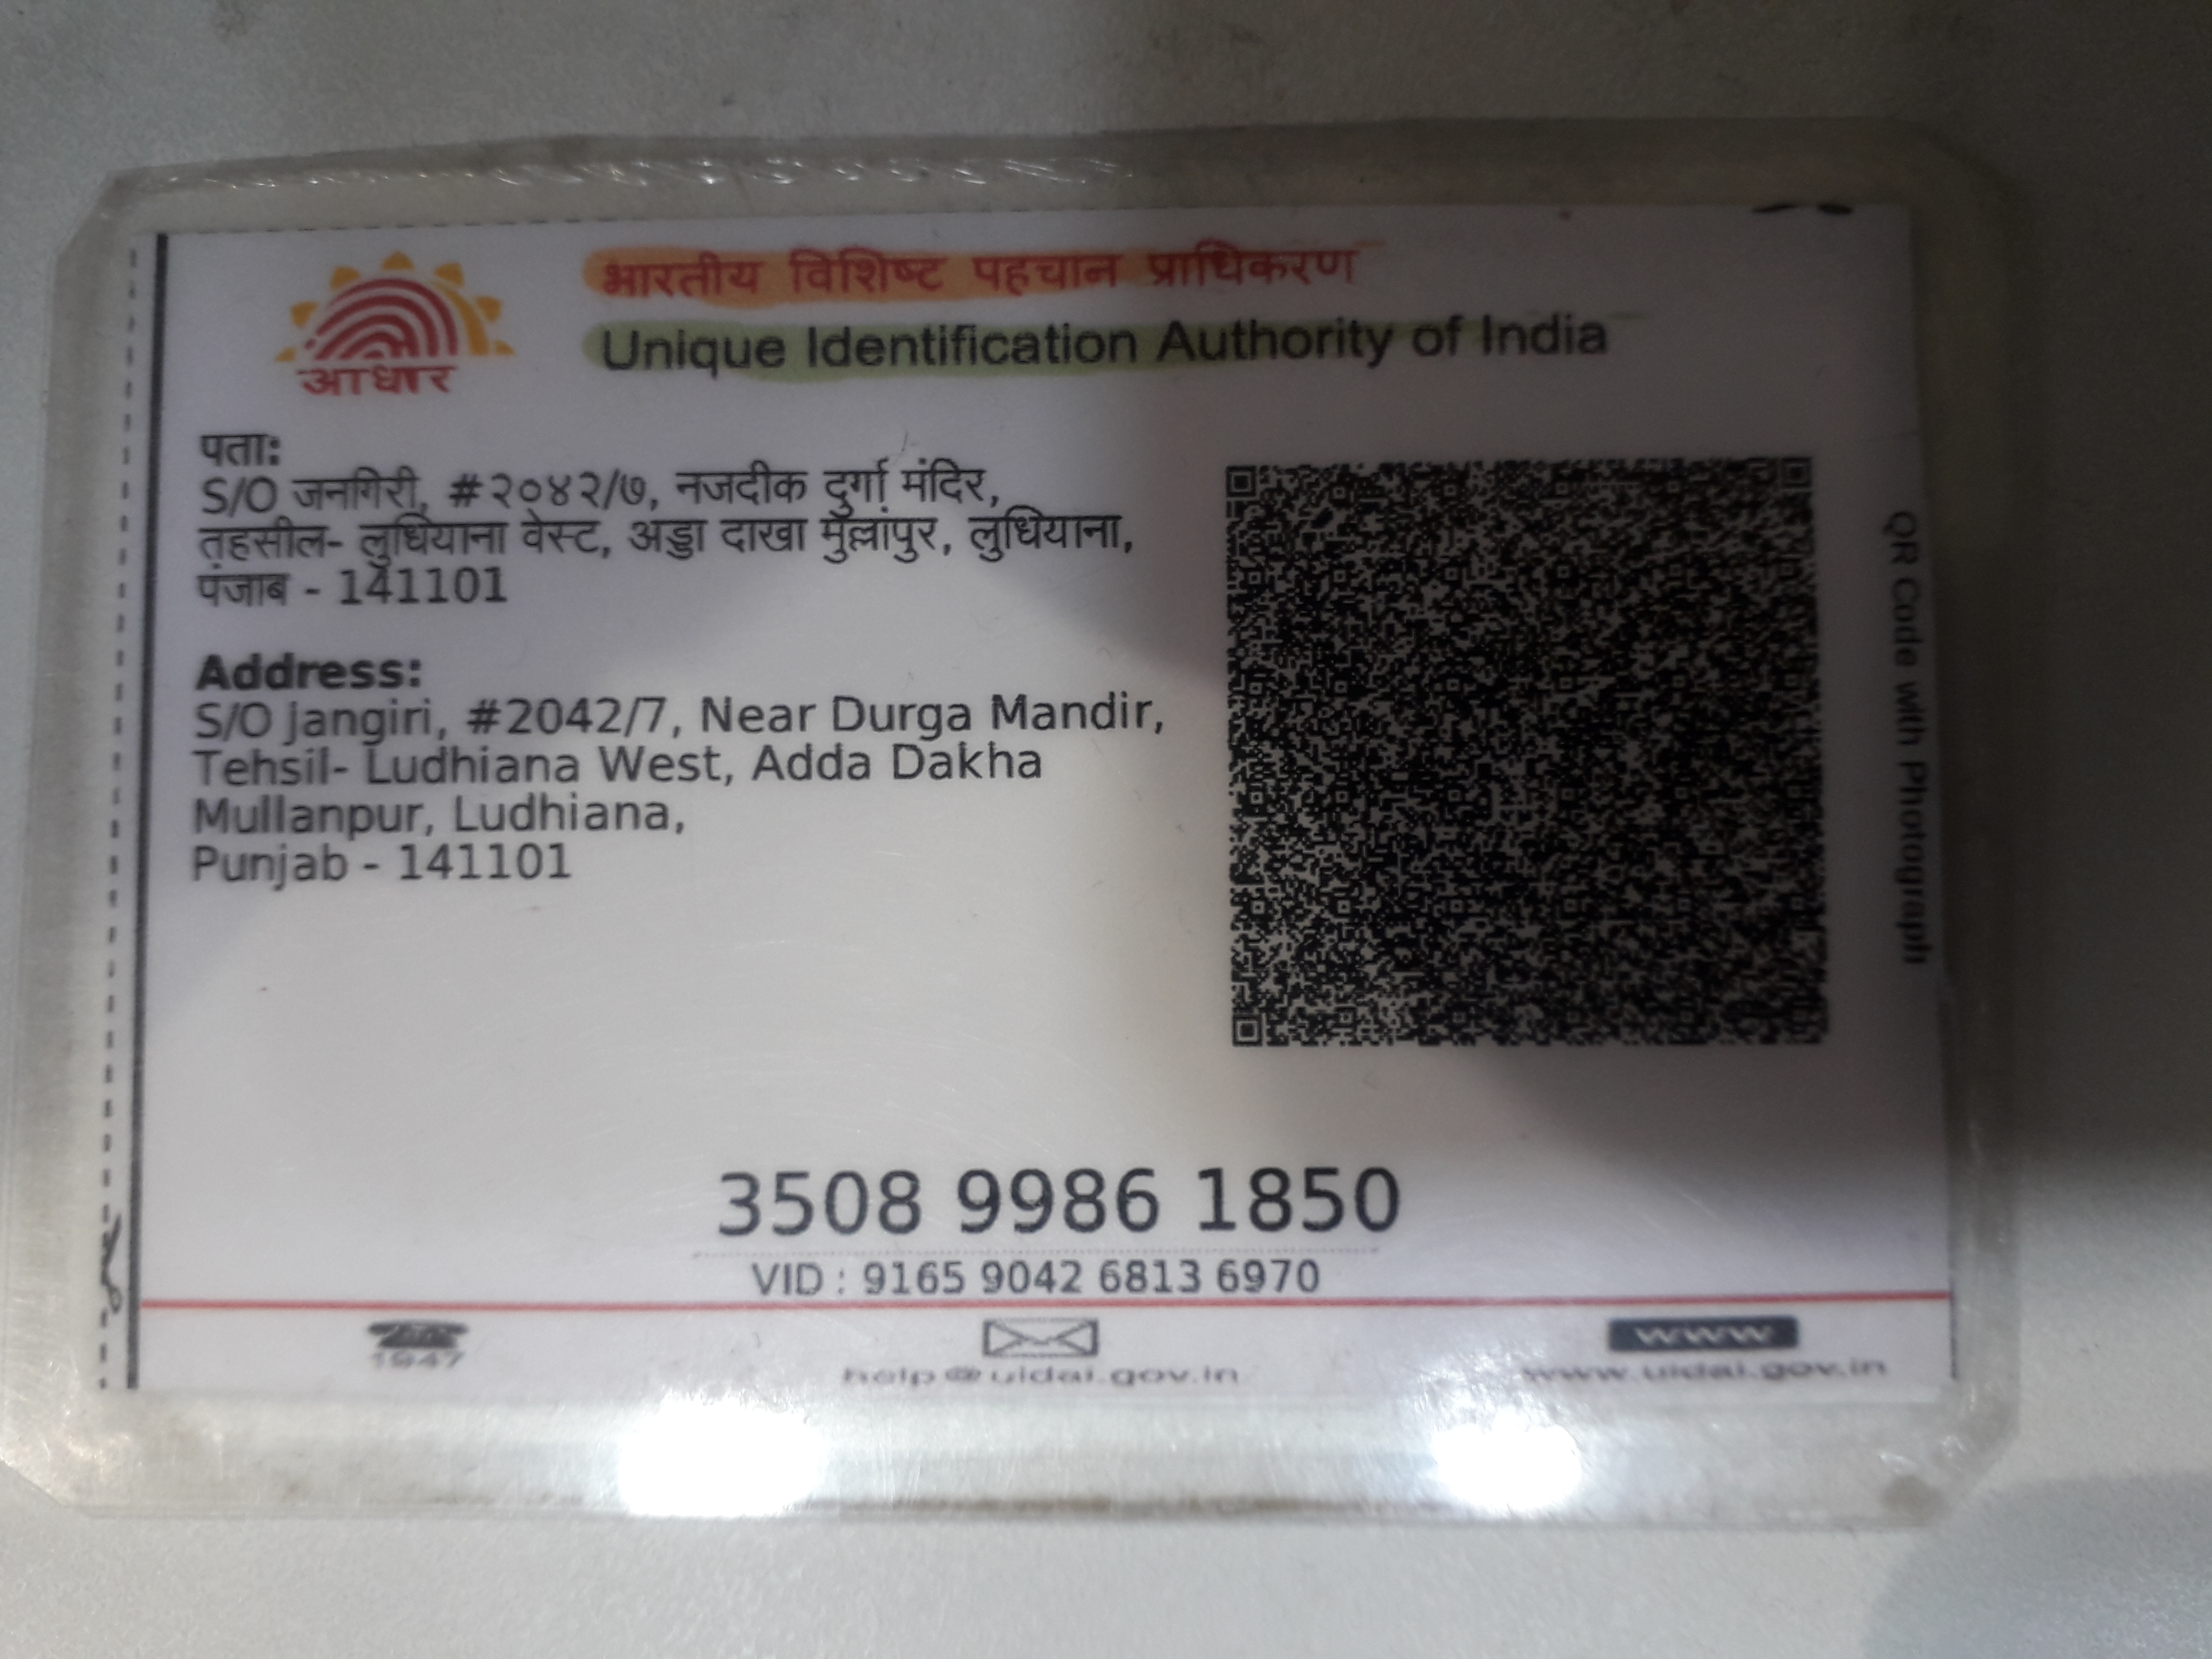 भारतीय विशिष्ट पहचान प्राधिकरण
Unique Identification Authority of India
आधार
पता:
S/O जनगिरी, #२०४२/७, नजदीक दुर्गा मंदिर,
तहसील- लुधियाना वेस्ट, अड्डा दाखा मुल्लांपुर, लुधियाना,
पंजाब - 141101
Address:
S/O jangiri, #2042/7, Near Durga Mandir,
Tehsil- Ludhiana West, Adda Dakha
Mullanpur, Ludhiana,
Punjab - 141101
QR Code with Photograph
3508 9986 1850
VID : 9165 9042 6813 6970
1947
help@uidai.gov.in
www
www.uidai.gov.in